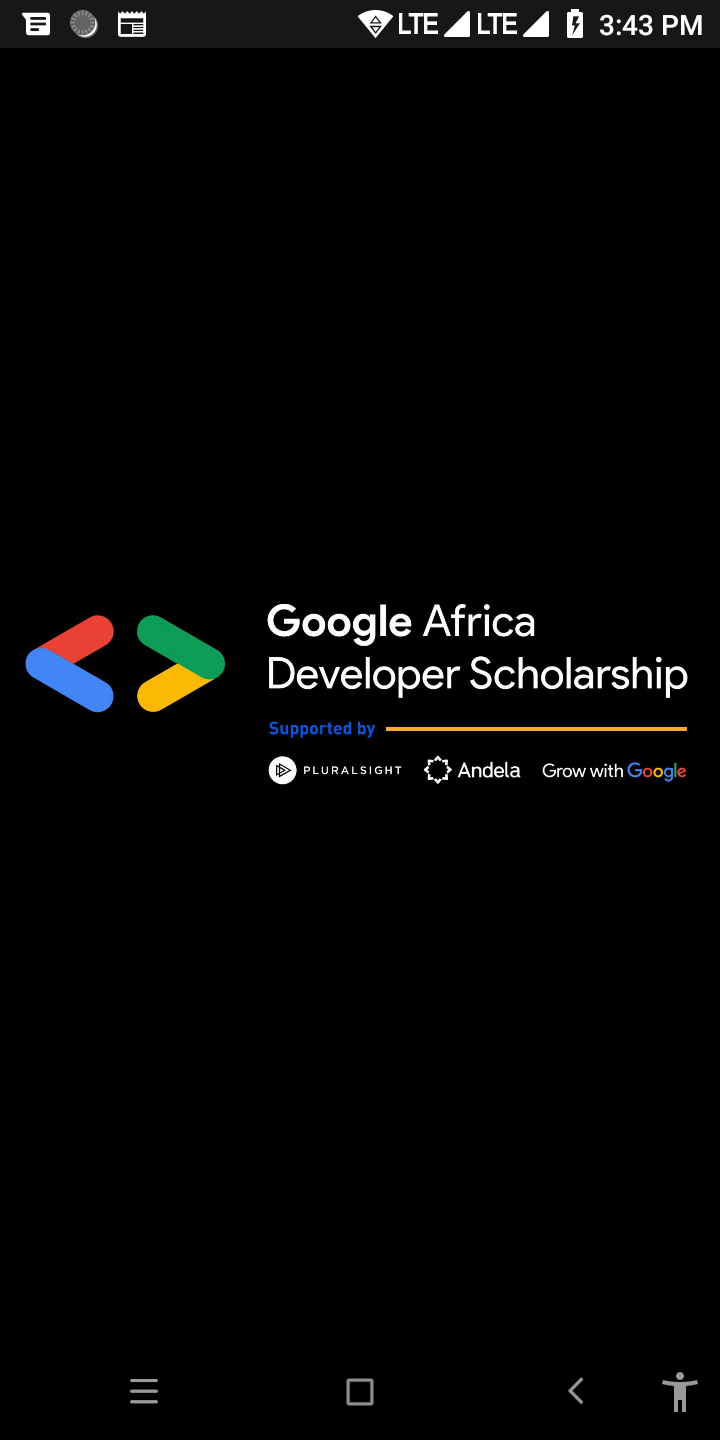 LTE LTE 3:43 PM
Google Africa
Developer Scholarship
Supported by
PLURALSIGHT Andela Grow with Google